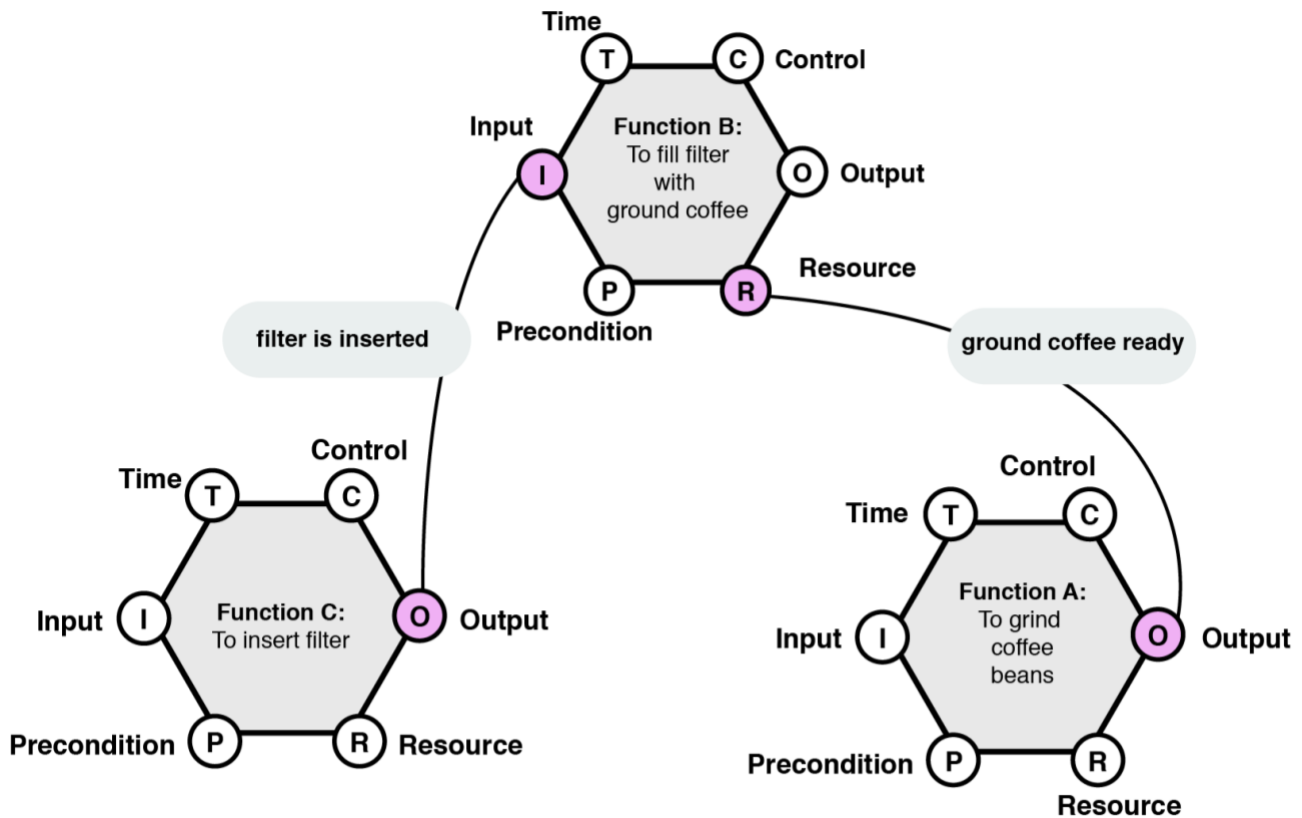 Time
T
C
Control
Input
I
Function B:
To fill filter
with
ground coffee
O
Output
P
Precondition
R
Resource
filter is inserted
ground coffee ready
Control
Time
T
C
Input
I
Function C:
To insert filter
O
Output
Precondition
P
R
Resource
Control
Time
T
C
Input
I
Function A:
To grind
coffee
beans
O
Output
Precondition
P
R
Resource